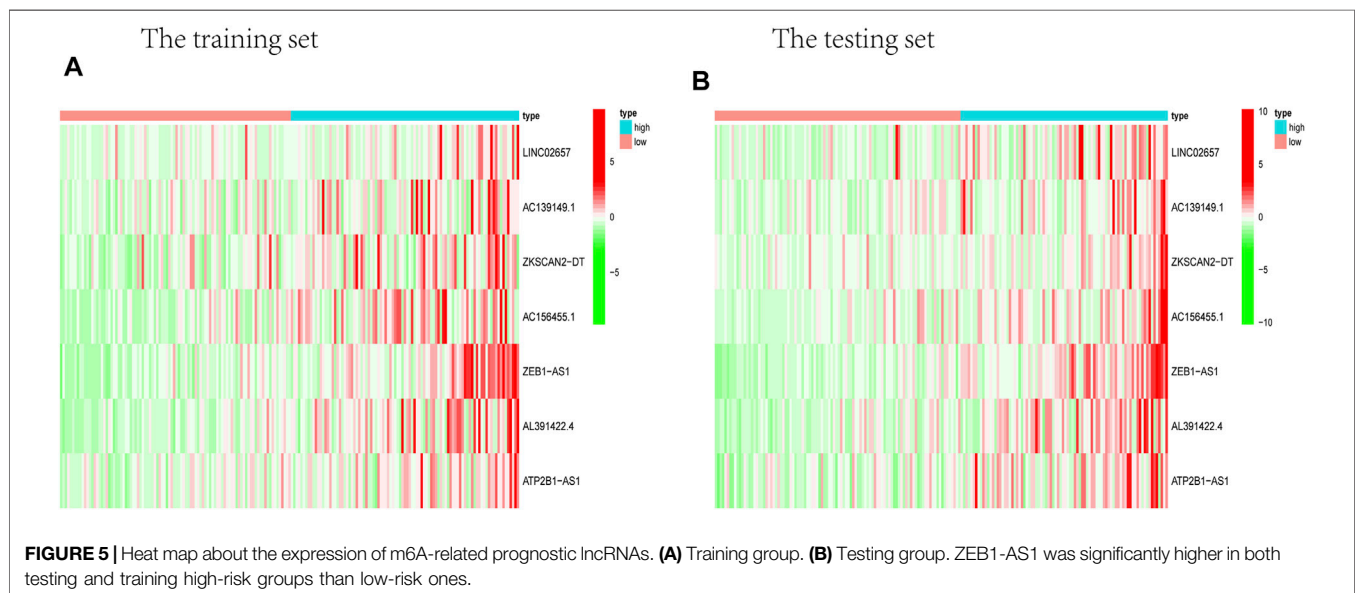 The training set
The testing set
A
type
LINC02657
AC139149.1
ZKSCAN2-DT
AC156455.1
ZEB1-AS1
AL391422.4
ATP2B1-AS1
5
0
−5
type
high
low
B
type
LINC02657
AC139149.1
ZKSCAN2-DT
AC156455.1
ZEB1-AS1
AL391422.4
ATP2B1-AS1
10
5
0
−5
−10
type
high
low
FIGURE 5 | Heat map about the expression of m6A-related prognostic lncRNAs. (A) Training group. (B) Testing group. ZEB1-AS1 was significantly higher in both
testing and training high-risk groups than low-risk ones.